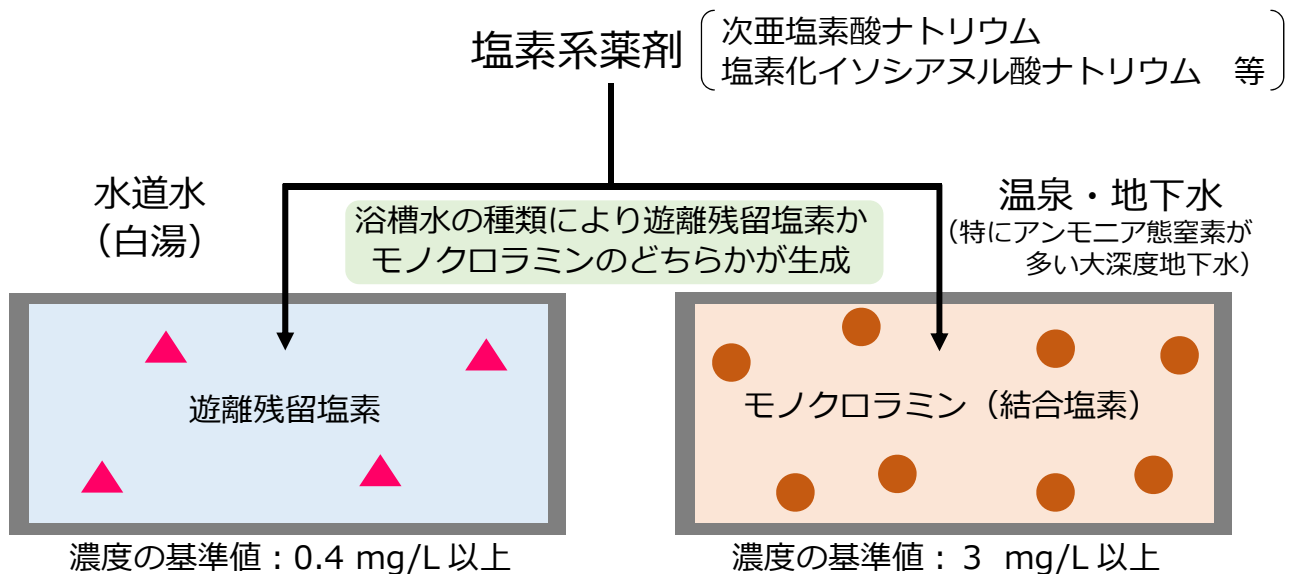 塩素系薬剤
次亜塩素酸ナトリウム
塩素化イソシアヌル酸ナトリウム 等
水道水
（白湯）
浴槽水の種類により遊離残留塩素か
モノクロラミンのどちらかが生成
温泉・地下水
（特にアンモニア態窒素が
多い大深度地下水）
遊離残留塩素
モノクロラミン（結合塩素）
濃度の基準値：0.4 mg/L 以上
濃度の基準値：３ mg/L 以上